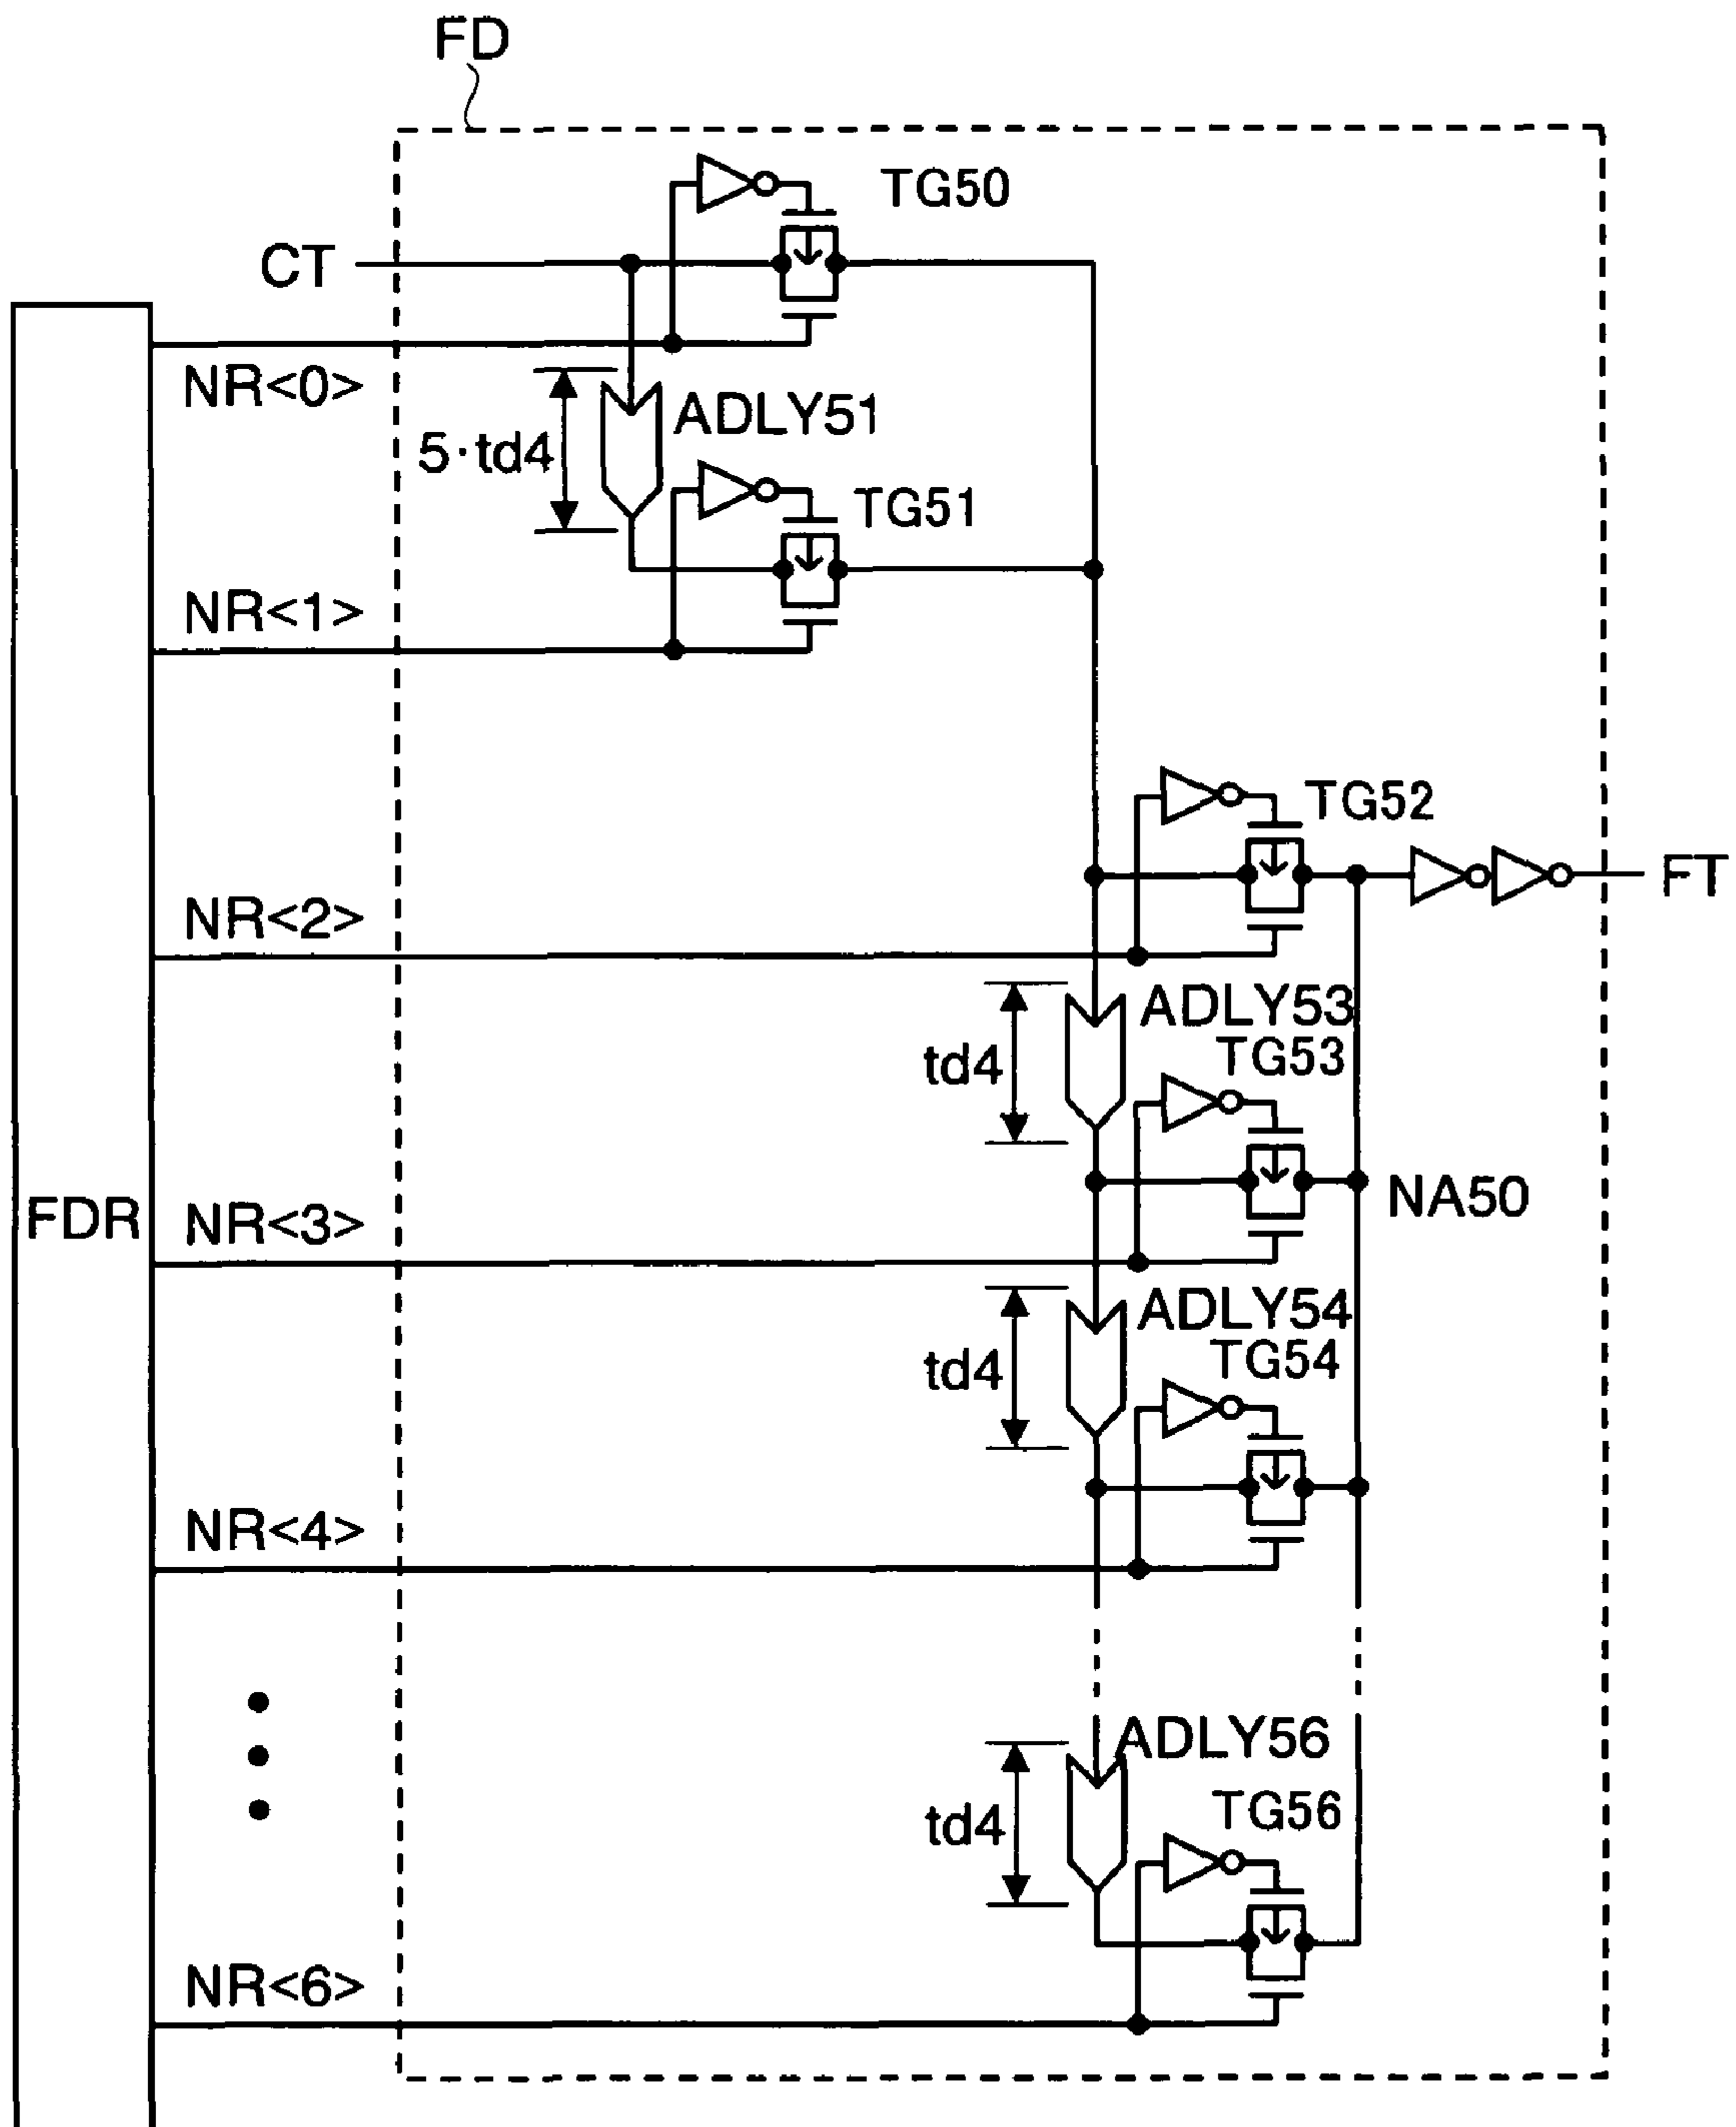 FD
TG50
CT
NR<0>
ADLY51
5·td4
TG51
NR<1>
TG52
FT
NR<2>
ADLY53
TG53
td4
NA50
FDR
NR<3>
ADLY54
TG54
td4
NR<4>
ADLY56
TG56
td4
NR<6>